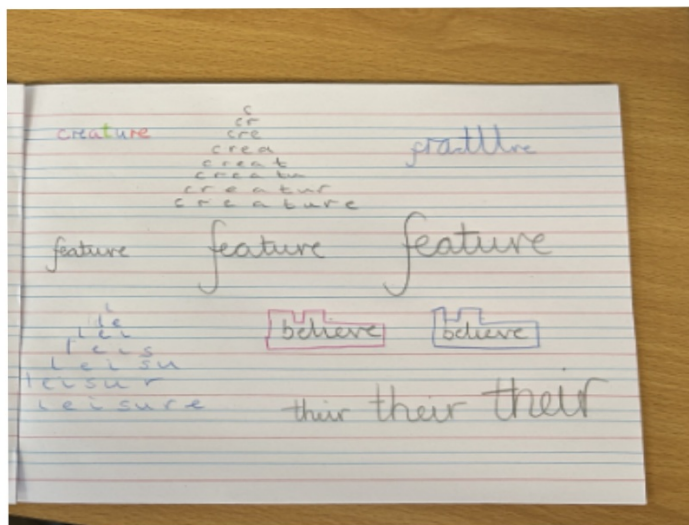 creature
c
cr
cre
crea
creat
creatu
creatur
creature
feature feature feature
l
le
lei
leis
leisu
leisur
leisure
believe believe
their their their